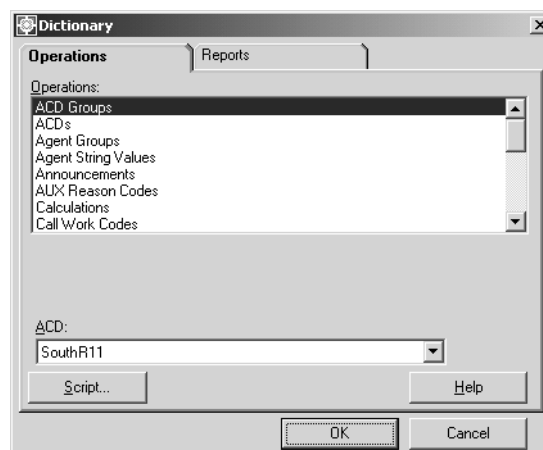 Dictionary
Operations
Reports
Operations:
ACD Groups
ACDs
Agent Groups
Agent String Values
Announcements
AUX Reason Codes
Calculations
Call Work Codes
ACD:
SouthR11
Script...
Help
OK
Cancel